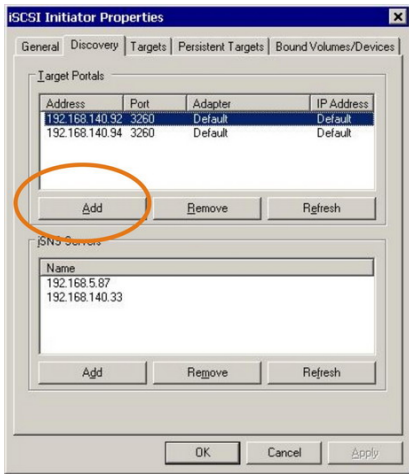 iSCSI Initiator Properties
General Discovery Targets Persistent Targets Bound Volumes/Devices
Target Portals
Address Port Adapter IP Address
192.168.140.92 3260 Default Default
192.168.140.94 3260 Default Default
Add Remove Refresh
iSNS Servers
Name
192.168.5.87
192.168.140.33
Add Remove Refresh
OK Cancel Apply